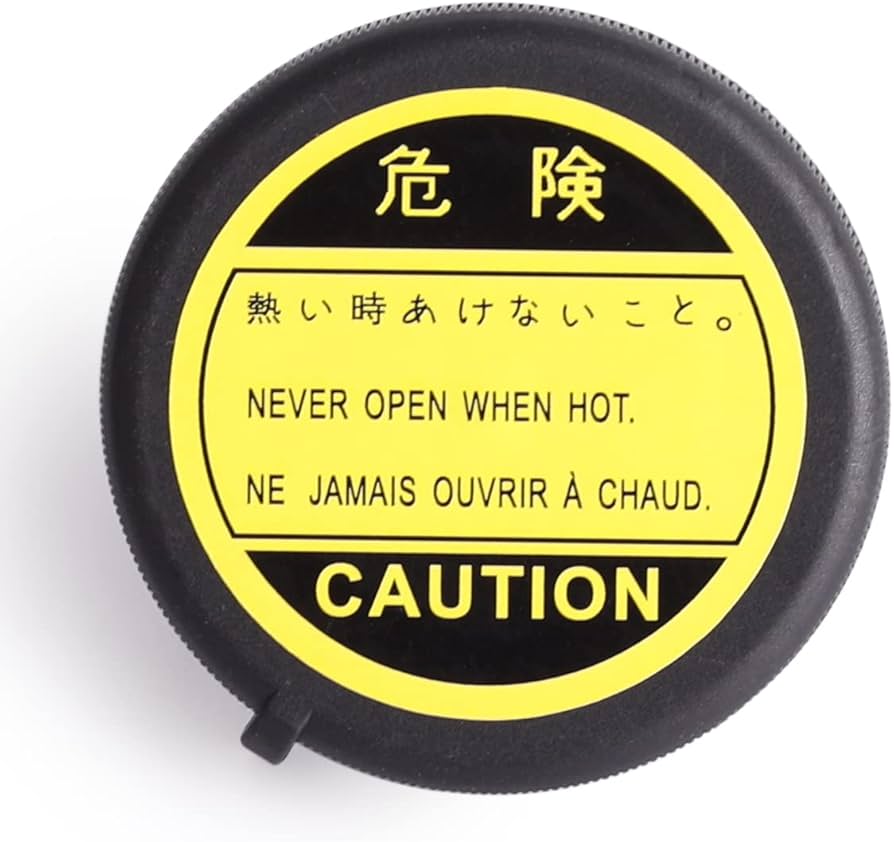 危険
熱い時あけないこと。
NEVER OPEN WHEN HOT.
NE JAMAIS OUVRIR À CHAUD.
CAUTION